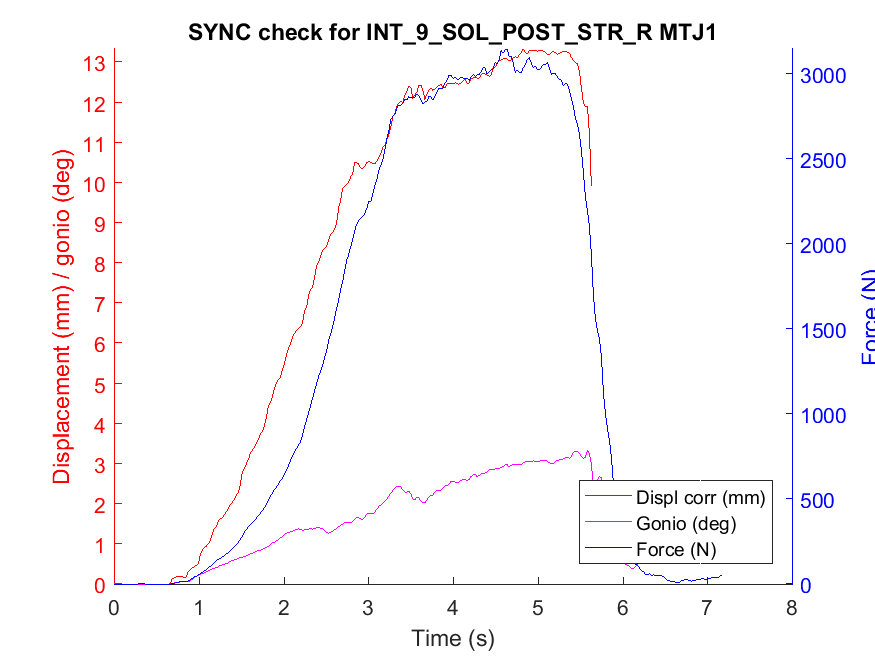 SYNC check for INT_9_SOL_POST_STR_R MTJ1
Displacement (mm) / gonio (deg)
13
12
11
10
9
8
7
6
5
4
3
2
1
0
3000
2500
2000
1500
1000
500
0
Force (N)
Displ corr (mm)
Gonio (deg)
Force (N)
0 1 2 3 4 5 6 7 8
Time (s)